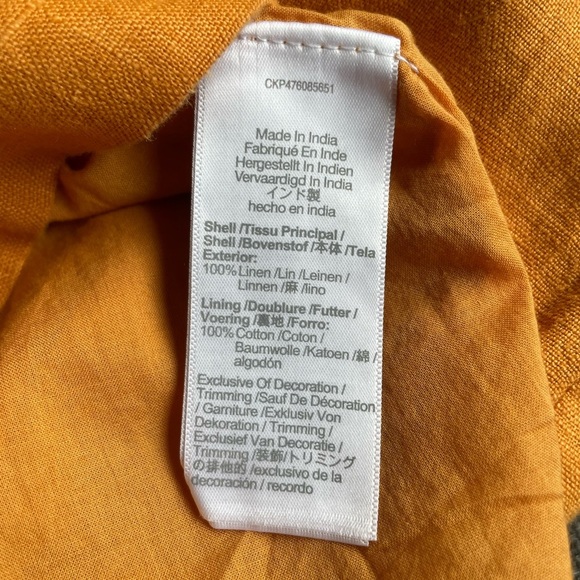 CKP476085651
Made In India
Fabriqué En Inde
Hergestellt In Indien
Vervaardigd In India
インド製
hecho en india
Shell /Tissu Principal /
Shell /Bovenstof /本体 /Tela
Exterior:
100% Linen /Lin /Leinen /
Linnen /麻 /lino
Lining /Doublure /Futter /
Voering /裏地 /Forro:
100% Cotton /Coton /
Baumwolle /Katoen /綿 /
algodón
Exclusive Of Decoration /
Trimming /Sauf De Décoration
/ Garniture /Exklusiv Von
Dekoration / Trimming /
Exclusief Van Decoratie /
Trimming /装飾/トリミング
の排他的 /exclusivo de la
decoración / recordo